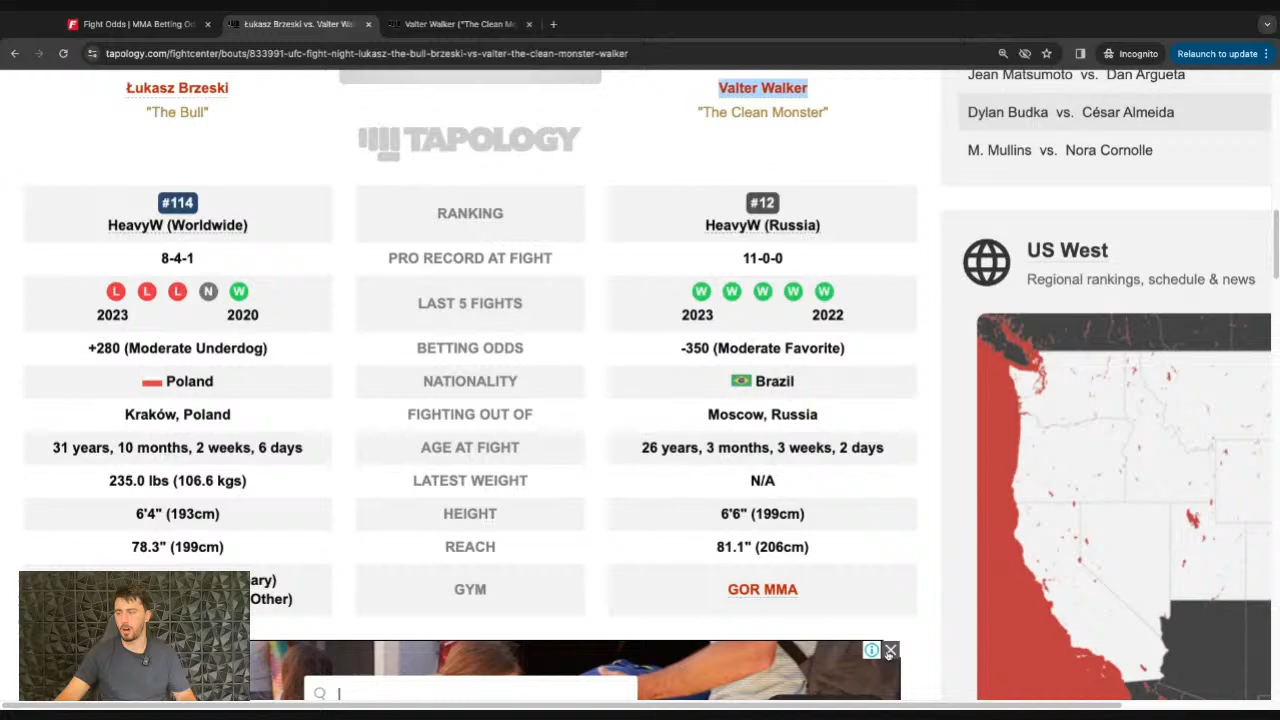 Fight Odds | MMA Betting Od
Łukasz Brzeski vs. Valter Wa
Valter Walker ("The Clean Mo
tapology.com/fightcenter/bouts/833991-ufc-fight-night-lukasz-the-bull-brzeski-vs-valter-the-clean-monster-walker
Incognito
Relaunch to update
Łukasz Brzeski
"The Bull"
TAPOLOGY
Valter Walker
"The Clean Monster"
#114
HeavyW (Worldwide)
RANKING
#12
HeavyW (Russia)
8-4-1
PRO RECORD AT FIGHT
11-0-0
L L L N W
2023 2020
LAST 5 FIGHTS
W W W W W
2023 2022
+280 (Moderate Underdog)
BETTING ODDS
-350 (Moderate Favorite)
Poland
NATIONALITY
Brazil
Kraków, Poland
FIGHTING OUT OF
Moscow, Russia
31 years, 10 months, 2 weeks, 6 days
AGE AT FIGHT
26 years, 3 months, 3 weeks, 2 days
235.0 lbs (106.6 kgs)
LATEST WEIGHT
N/A
6'4" (193cm)
HEIGHT
6'6" (199cm)
78.3" (199cm)
REACH
81.1" (206cm)
ary)
Other)
GYM
GOR MMA
Jean Matsumoto vs. Dan Argueta
Dylan Budka vs. César Almeida
M. Mullins vs. Nora Cornolle
US West
Regional rankings, schedule & news